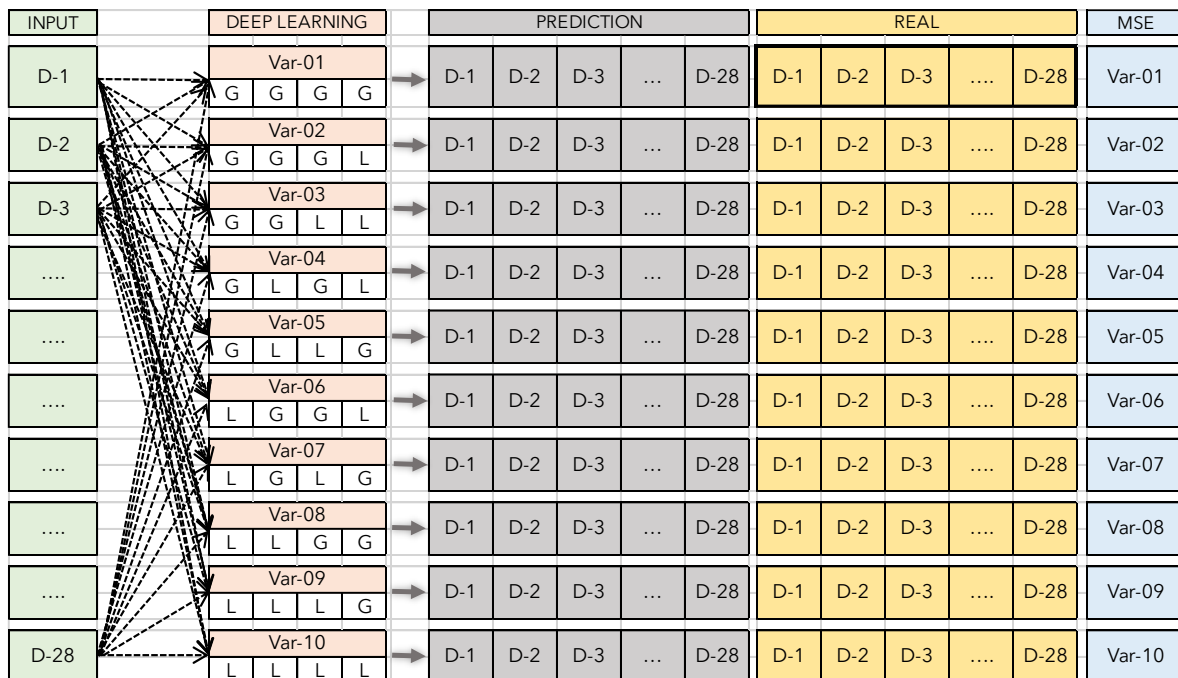 INPUT DEEP LEARNING PREDICTION REAL MSE
D-1 Var-01 D-1 D-2 D-3 ... D-28 D-1 D-2 D-3 .... D-28 Var-01
G G G G
D-2 Var-02 D-1 D-2 D-3 ... D-28 D-1 D-2 D-3 .... D-28 Var-02
G G G L
D-3 Var-03 D-1 D-2 D-3 ... D-28 D-1 D-2 D-3 .... D-28 Var-03
G G L L
.... Var-04 D-1 D-2 D-3 ... D-28 D-1 D-2 D-3 .... D-28 Var-04
G L G L
.... Var-05 D-1 D-2 D-3 ... D-28 D-1 D-2 D-3 .... D-28 Var-05
G L L G
.... Var-06 D-1 D-2 D-3 ... D-28 D-1 D-2 D-3 .... D-28 Var-06
L G G L
.... Var-07 D-1 D-2 D-3 ... D-28 D-1 D-2 D-3 .... D-28 Var-07
L G L G
.... Var-08 D-1 D-2 D-3 ... D-28 D-1 D-2 D-3 .... D-28 Var-08
L L G G
.... Var-09 D-1 D-2 D-3 ... D-28 D-1 D-2 D-3 .... D-28 Var-09
L L L G
D-28 Var-10 D-1 D-2 D-3 ... D-28 D-1 D-2 D-3 .... D-28 Var-10
L L L L